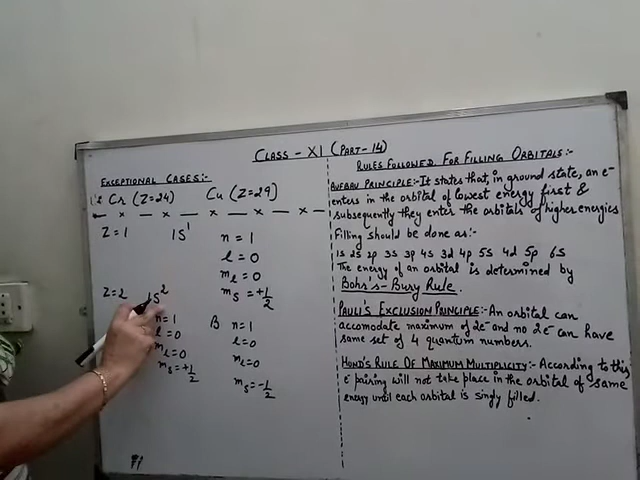 CLASS - XI (PART-14)
EXCEPTIONAL CASES:-
Cr (Z=24) Cu (Z=29)
Z=1 1S¹
n = 1
l = 0
mₗ = 0
mₛ = +1/2
Z=2 1S²
n=1
l=0
mₗ=0
mₛ=+1/2
B n=1
l=0
mₗ=0
mₛ=-1/2
RULES FOLLOWED FOR FILLING ORBITALS:-
AUFBAU PRINCIPLE:- It states that, in ground state, an e⁻
enters in the orbital of lowest energy first &
subsequently they enter the orbitals of higher energies
Filling should be done as:-
1s 2s 2p 3s 3p 4s 3d 4p 5s 4d 5p 6s
The energy of an orbital is determined by
Bohr's-Bury Rule.
PAULI'S EXCLUSION PRINCIPLE:- An orbital can
accomodate maximum of 2e⁻ and no 2e⁻ can have
same set of 4 quantum numbers.
HUND'S RULE OF MAXIMUM MULTIPLICITY:- According to this
e⁻ pairing will not take place in the orbital of same
energy until each orbital is singly filled.